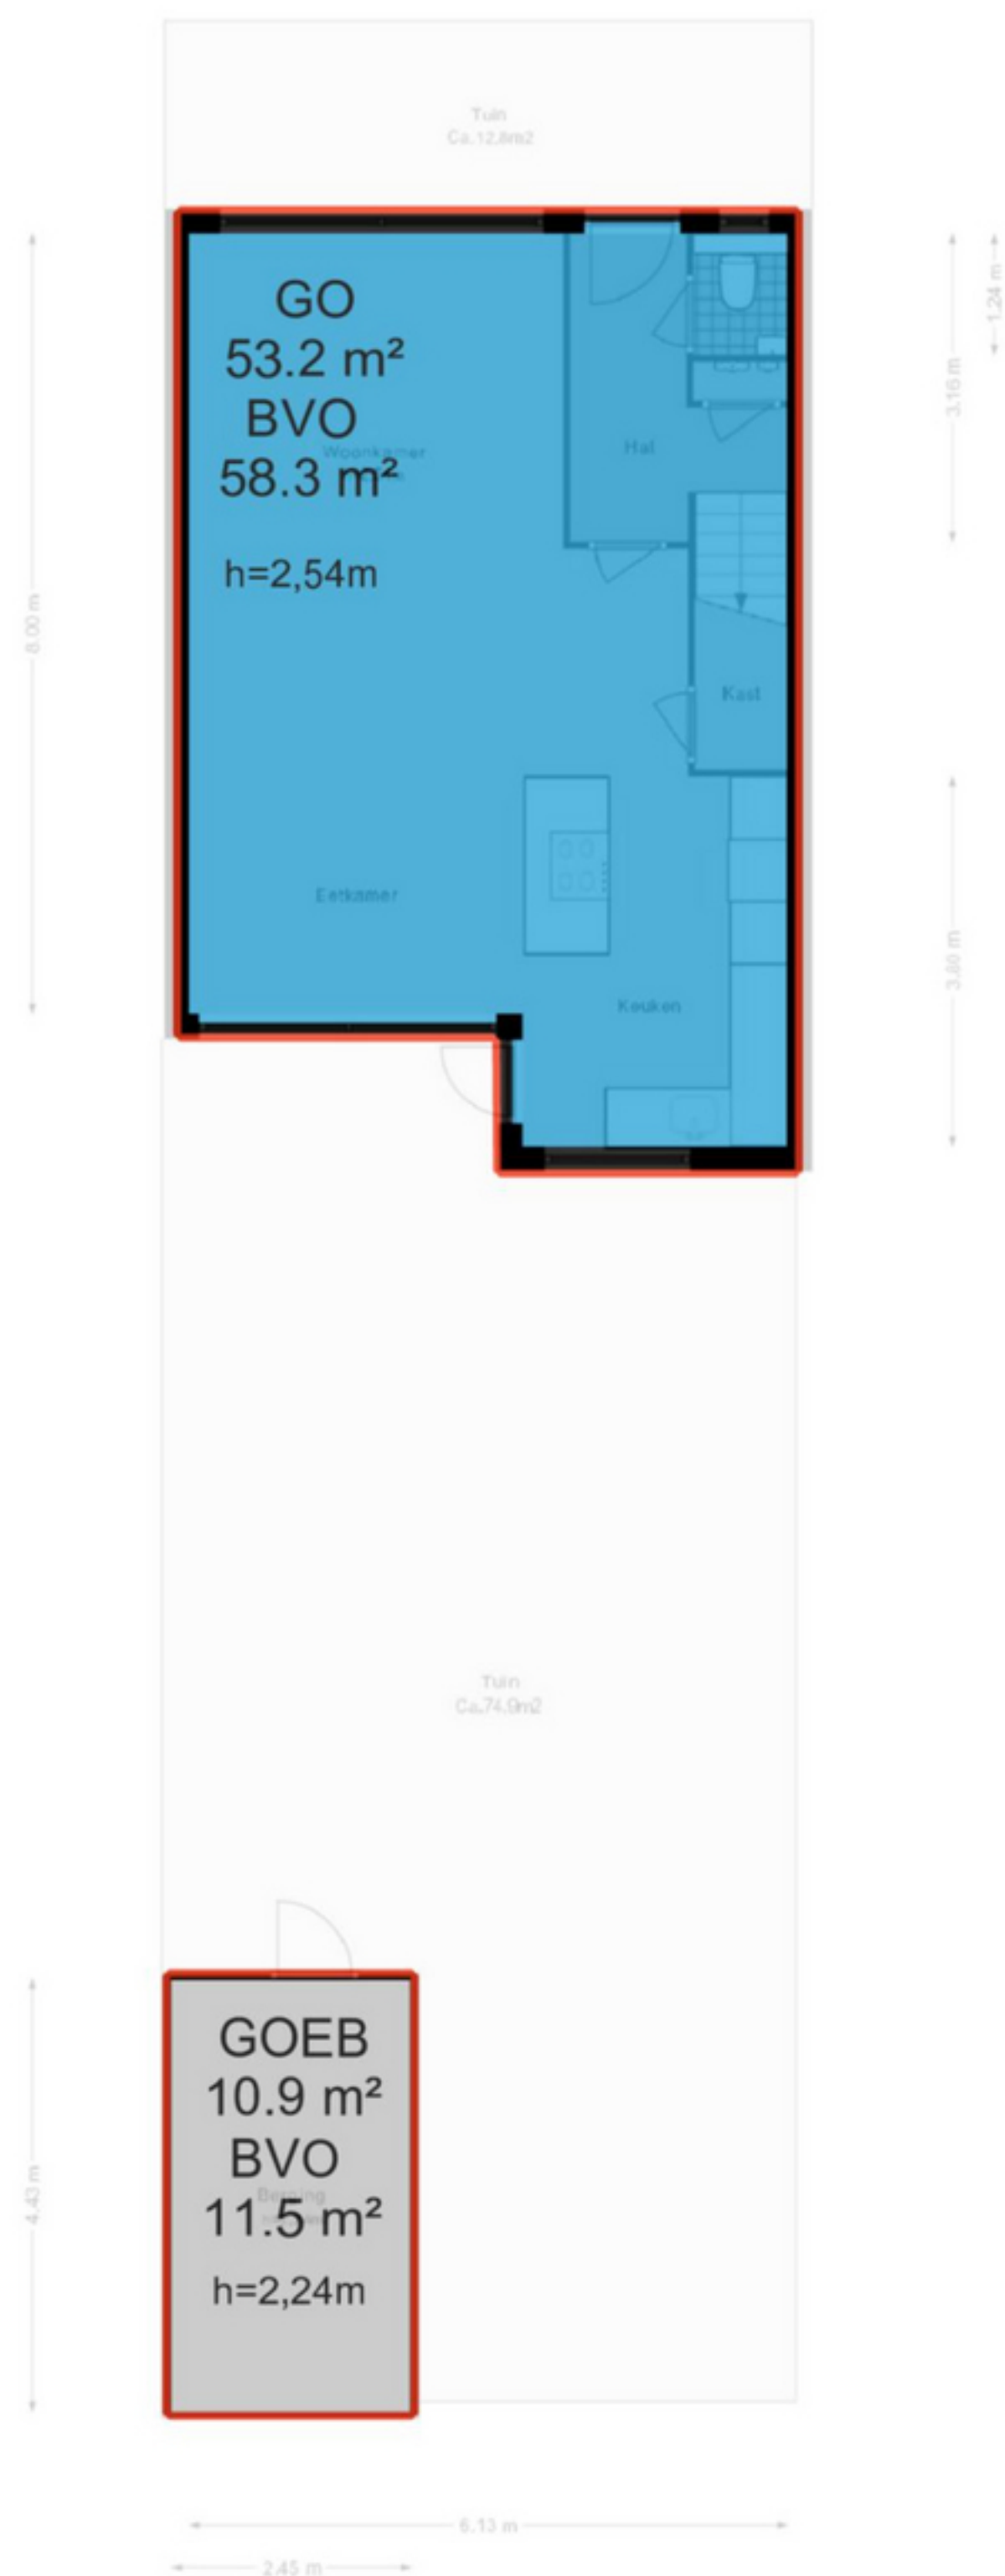 Tuin
Ca.12.8m2
1.24 m
GO
53.2 m²
BVO
Woonkamer
58.3 m²
3.16 m
Hal
h=2,54m
8.00 m
Kast
Eetkamer
3.80 m
Keuken
Tuin
Ca.74.9m2
GOEB
10.9 m²
BVO
Berging
11.5 m²
4.43 m
h=2,24m
6.13 m
2.45 m